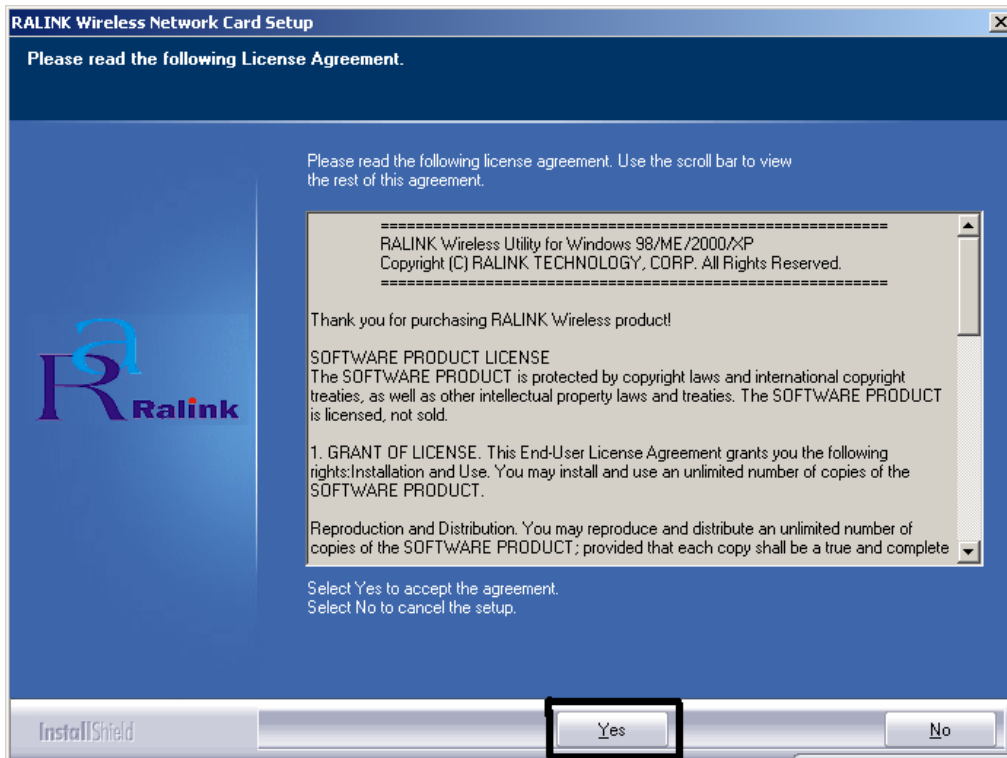 RALINK Wireless Network Card Setup
Please read the following License Agreement.
Please read the following license agreement. Use the scroll bar to view
the rest of this agreement.
==========================================================
RALINK Wireless Utility for Windows 98/ME/2000/XP
Copyright (C) RALINK TECHNOLOGY, CORP. All Rights Reserved.
==========================================================
Thank you for purchasing RALINK Wireless product!
SOFTWARE PRODUCT LICENSE
The SOFTWARE PRODUCT is protected by copyright laws and international copyright
treaties, as well as other intellectual property laws and treaties. The SOFTWARE PRODUCT
is licensed, not sold.
1. GRANT OF LICENSE. This End-User License Agreement grants you the following
rights:Installation and Use. You may install and use an unlimited number of copies of the
SOFTWARE PRODUCT.
Reproduction and Distribution. You may reproduce and distribute an unlimited number of
copies of the SOFTWARE PRODUCT; provided that each copy shall be a true and complete
Ra
Ralink
Select Yes to accept the agreement.
Select No to cancel the setup.
InstallShield
Yes
No